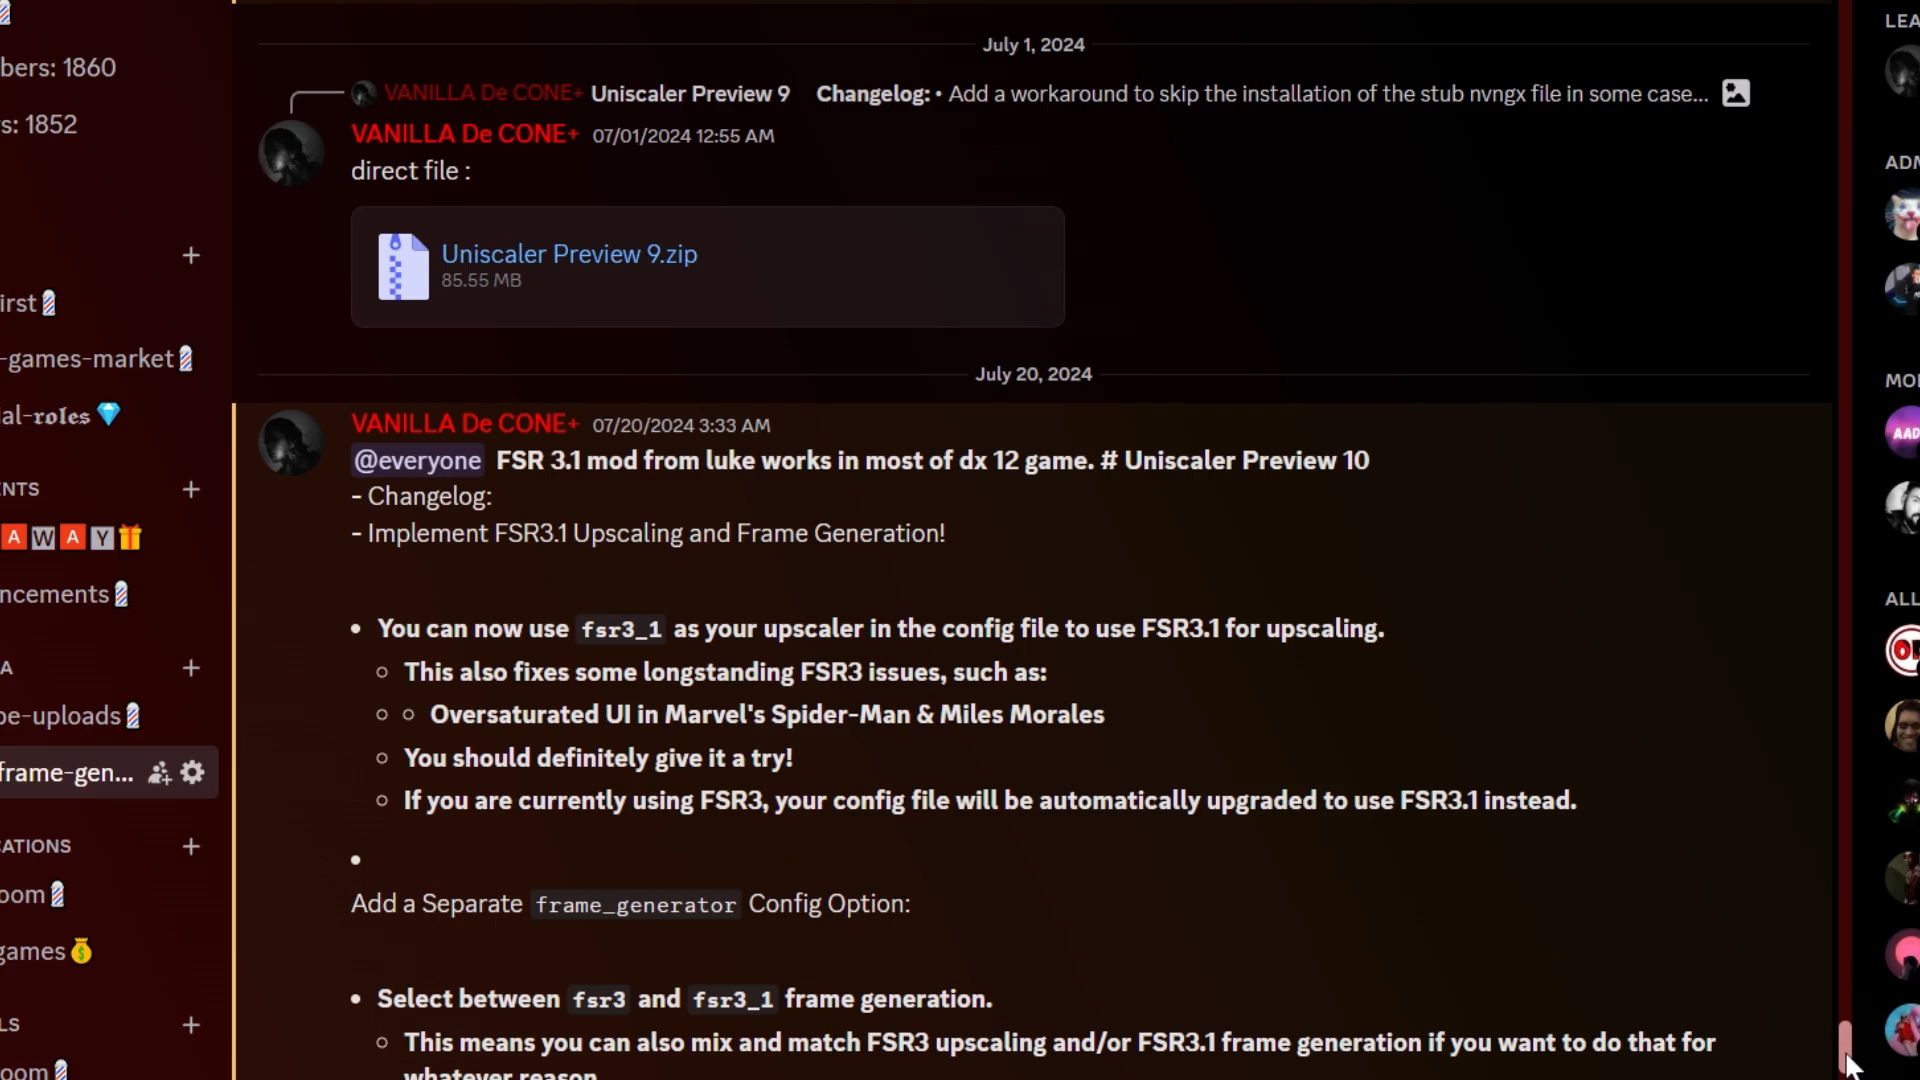 bers: 1860
s: 1852
irst
-games-market
al-roles
ENTS
A W A Y
ncements
A
be-uploads
frame-gen...
CATIONS
oom
games
LS
oom
July 1, 2024
VANILLA De CONE+ Uniscaler Preview 9 Changelog: • Add a workaround to skip the installation of the stub nvngx file in some case...
VANILLA De CONE+ 07/01/2024 12:55 AM
direct file :
Uniscaler Preview 9.zip
85.55 MB
July 20, 2024
VANILLA De CONE+ 07/20/2024 3:33 AM
@everyone FSR 3.1 mod from luke works in most of dx 12 game. # Uniscaler Preview 10
- Changelog:
- Implement FSR3.1 Upscaling and Frame Generation!
• You can now use fsr3_1 as your upscaler in the config file to use FSR3.1 for upscaling.
◦ This also fixes some longstanding FSR3 issues, such as:
◦ ◦ Oversaturated UI in Marvel's Spider-Man & Miles Morales
◦ You should definitely give it a try!
◦ If you are currently using FSR3, your config file will be automatically upgraded to use FSR3.1 instead.
•
Add a Separate frame_generator Config Option:
• Select between fsr3 and fsr3_1 frame generation.
◦ This means you can also mix and match FSR3 upscaling and/or FSR3.1 frame generation if you want to do that for
whatever reason
LEA
ADM
MOI
AAD
ALL